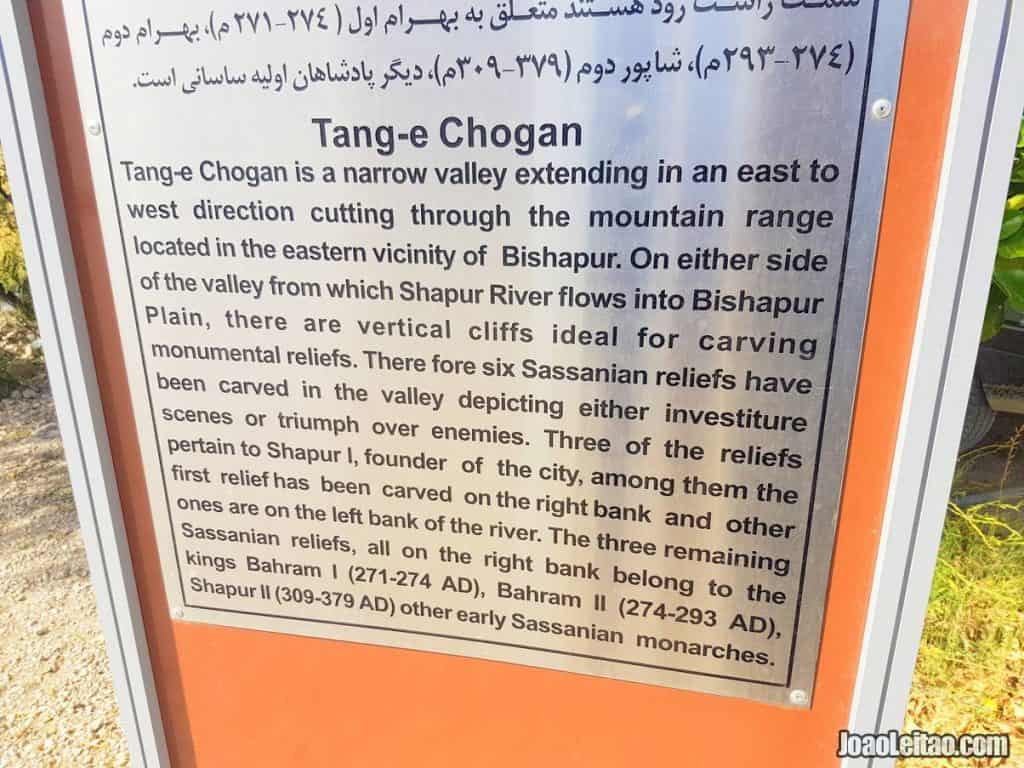 سمت راست رود هستند متعلق به بهرام اول (۲۷۴-۲۷۱ م)، بهرام دوم
(۲۷۴-۲۹۳م)، شاپور دوم (۳۷۹-۳۰۹م)، دیگر پادشاهان اولیه ساسانی است.
Tang-e Chogan
Tang-e Chogan is a narrow valley extending in an east to
west direction cutting through the mountain range
located in the eastern vicinity of Bishapur. On either side
of the valley from which Shapur River flows into Bishapur
Plain, there are vertical cliffs ideal for carving
monumental reliefs. There fore six Sassanian reliefs have
been carved in the valley depicting either investiture
scenes or triumph over enemies. Three of the reliefs
pertain to Shapur I, founder of the city, among them the
first relief has been carved on the right bank and other
ones are on the left bank of the river. The three remaining
Sassanian reliefs, all on the right bank belong to the
kings Bahram I (271-274 AD), Bahram II (274-293 AD),
Shapur II (309-379 AD) other early Sassanian monarches.
JoaoLeitao.com